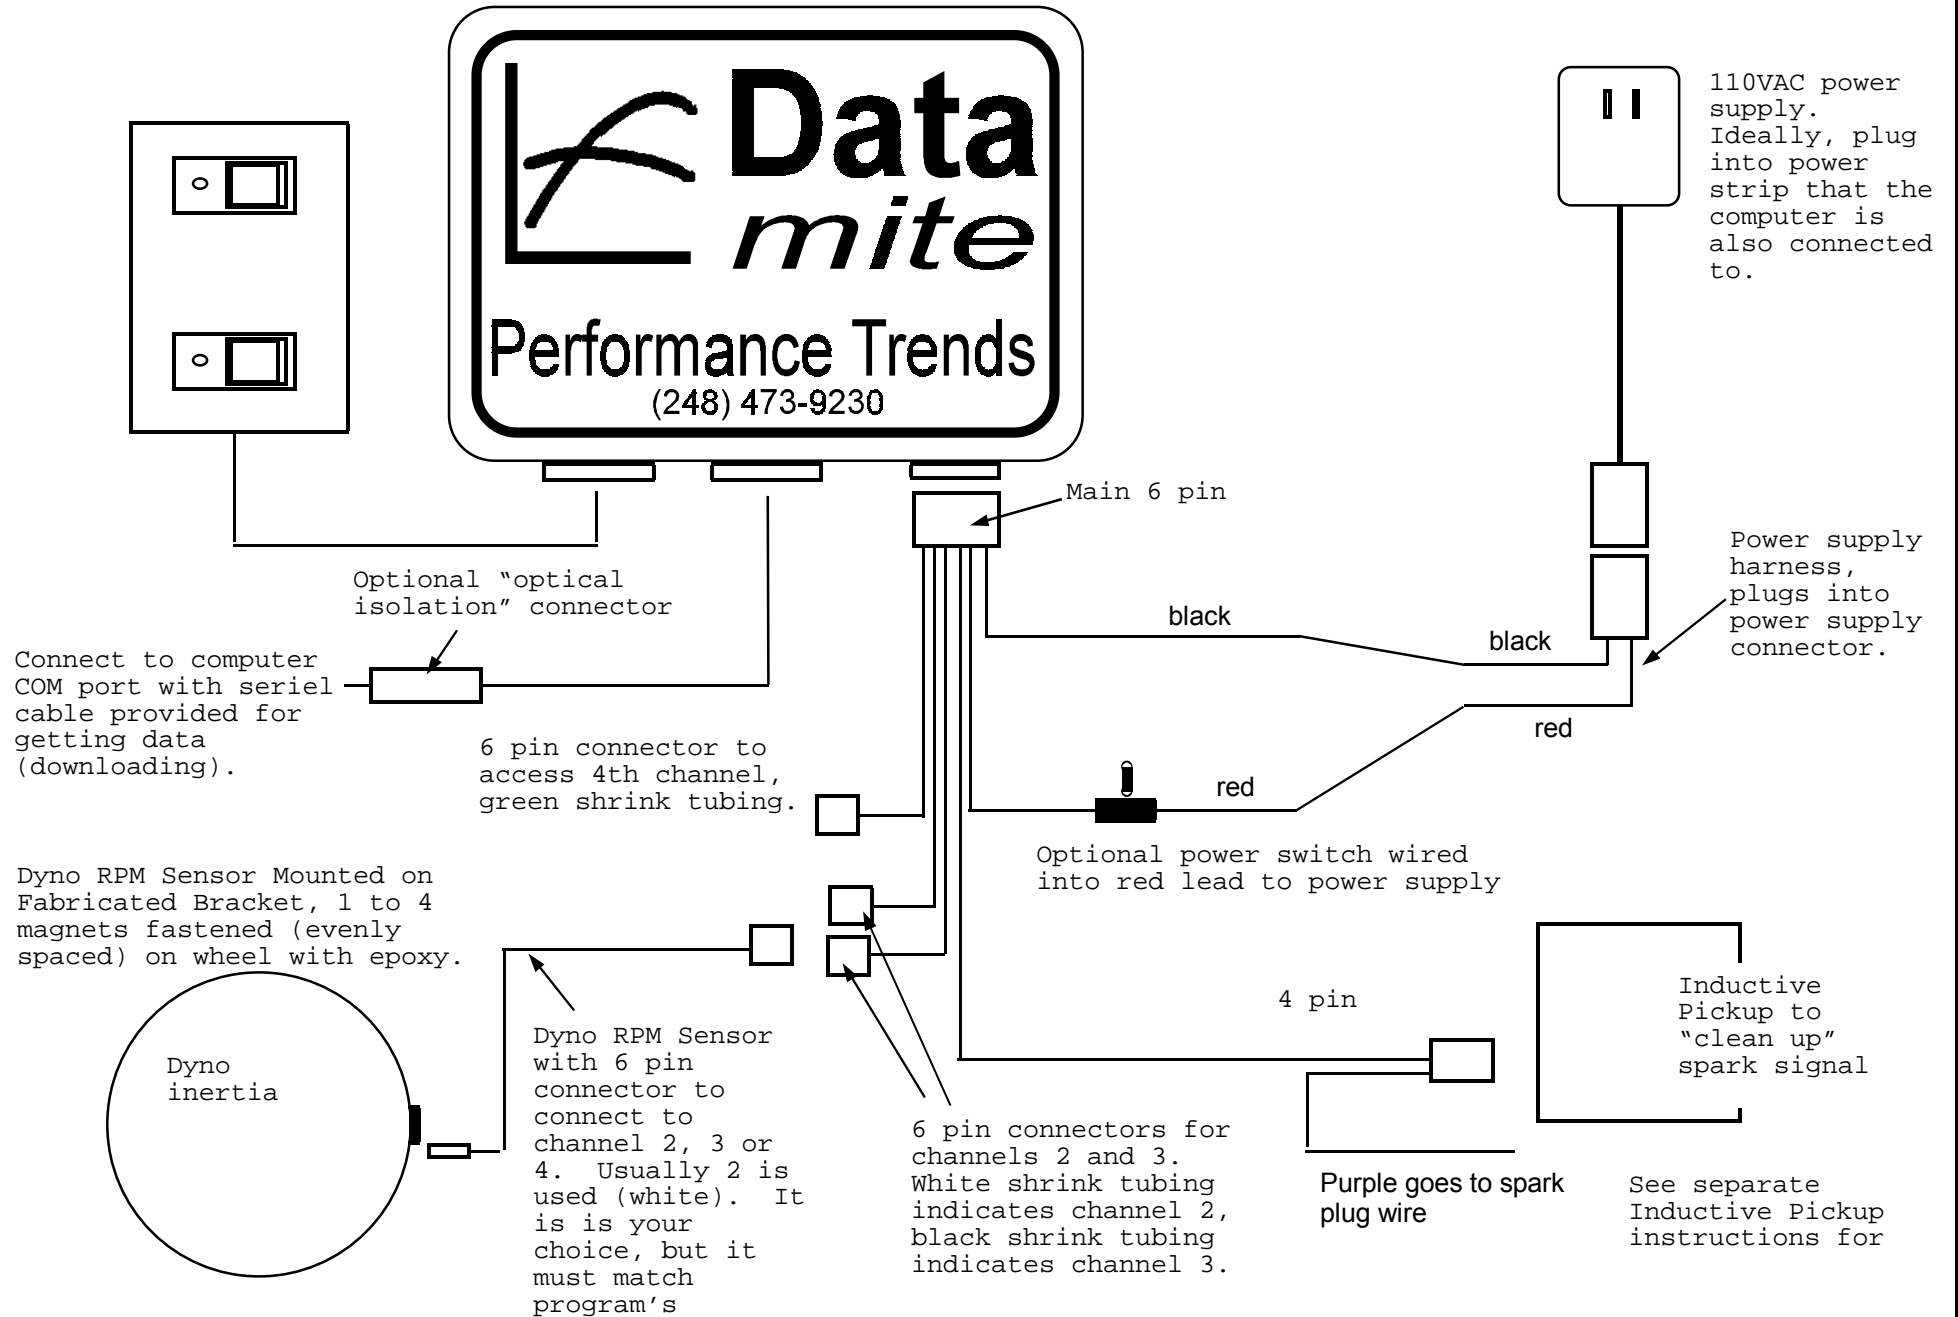 Data
mite
Performance Trends
(248) 473-9230
110VAC power
supply.
Ideally, plug
into power
strip that the
computer is
also connected
to.
Main 6 pin
Power supply
harness,
plugs into
power supply
connector.
Optional “optical
isolation” connector
black
black
Connect to computer
COM port with seriel
cable provided for
getting data
(downloading).
red
6 pin connector to
access 4th channel,
green shrink tubing.
red
Optional power switch wired
into red lead to power supply
Dyno RPM Sensor Mounted on
Fabricated Bracket, 1 to 4
magnets fastened (evenly
spaced) on wheel with epoxy.
Dyno
inertia
Dyno RPM Sensor
with 6 pin
connector to
connect to
channel 2, 3 or
4.  Usually 2 is
used (white).  It
is is your
choice, but it
must match
program's
6 pin connectors for
channels 2 and 3.
White shrink tubing
indicates channel 2,
black shrink tubing
indicates channel 3.
4 pin
Inductive
Pickup to
“clean up”
spark signal
Purple goes to spark
plug wire
See separate
Inductive Pickup
instructions for